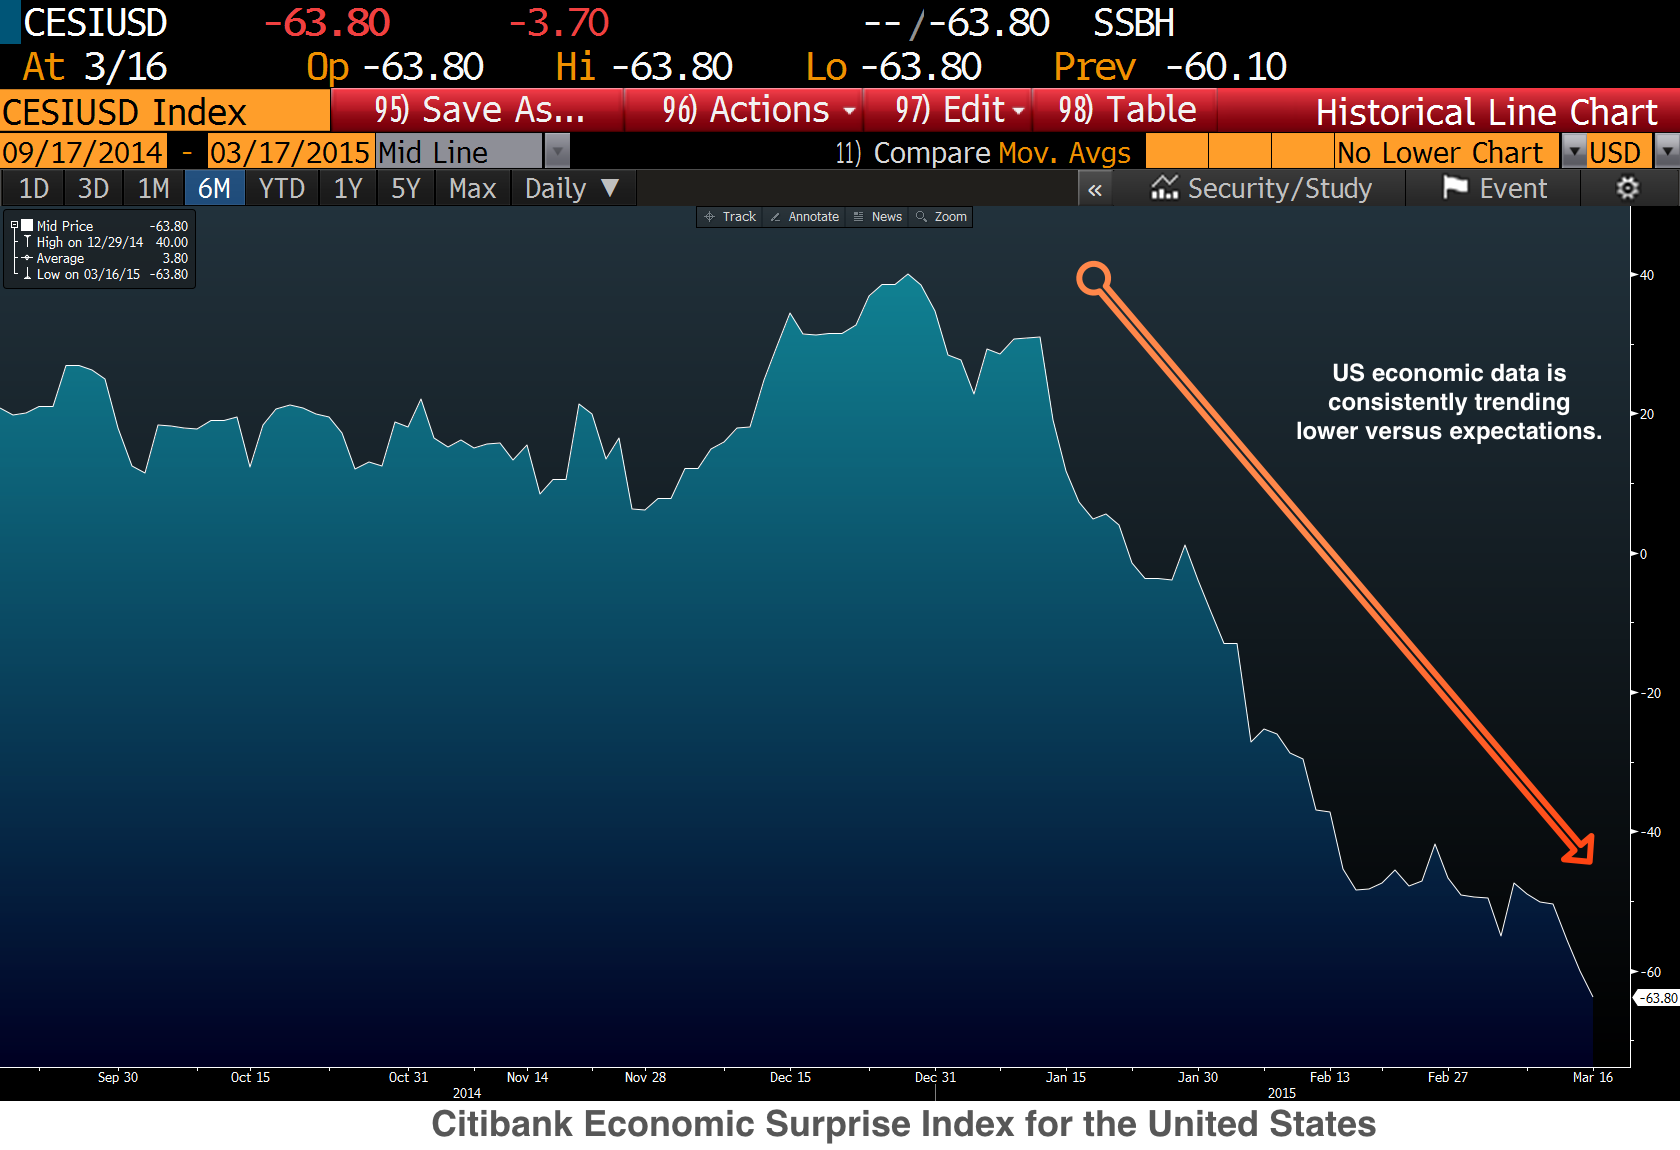 CESIUSD -63.80 -3.70 --/-63.80 SSBH
At 3/16 Op -63.80 Hi -63.80 Lo -63.80 Prev -60.10
CESIUSD Index 95) Save As... 96) Actions 97) Edit 98) Table Historical Line Chart
09/17/2014 - 03/17/2015 Mid Line 11) Compare Mov. Avgs No Lower Chart USD
1D 3D 1M 6M YTD 1Y 5Y Max Daily ▼ « Security/Study Event
Track Annotate News Zoom
Mid Price -63.80
High on 12/29/14 40.00
Average 3.80
Low on 03/16/15 -63.80
US economic data is
consistently trending
lower versus expectations.
40
20
0
-20
-40
-60
-63.80
Sep 30 Oct 15 Oct 31 Nov 14 Nov 28 Dec 15 Dec 31 Jan 15 Jan 30 Feb 13 Feb 27 Mar 16
2014 2015
Citibank Economic Surprise Index for the United States